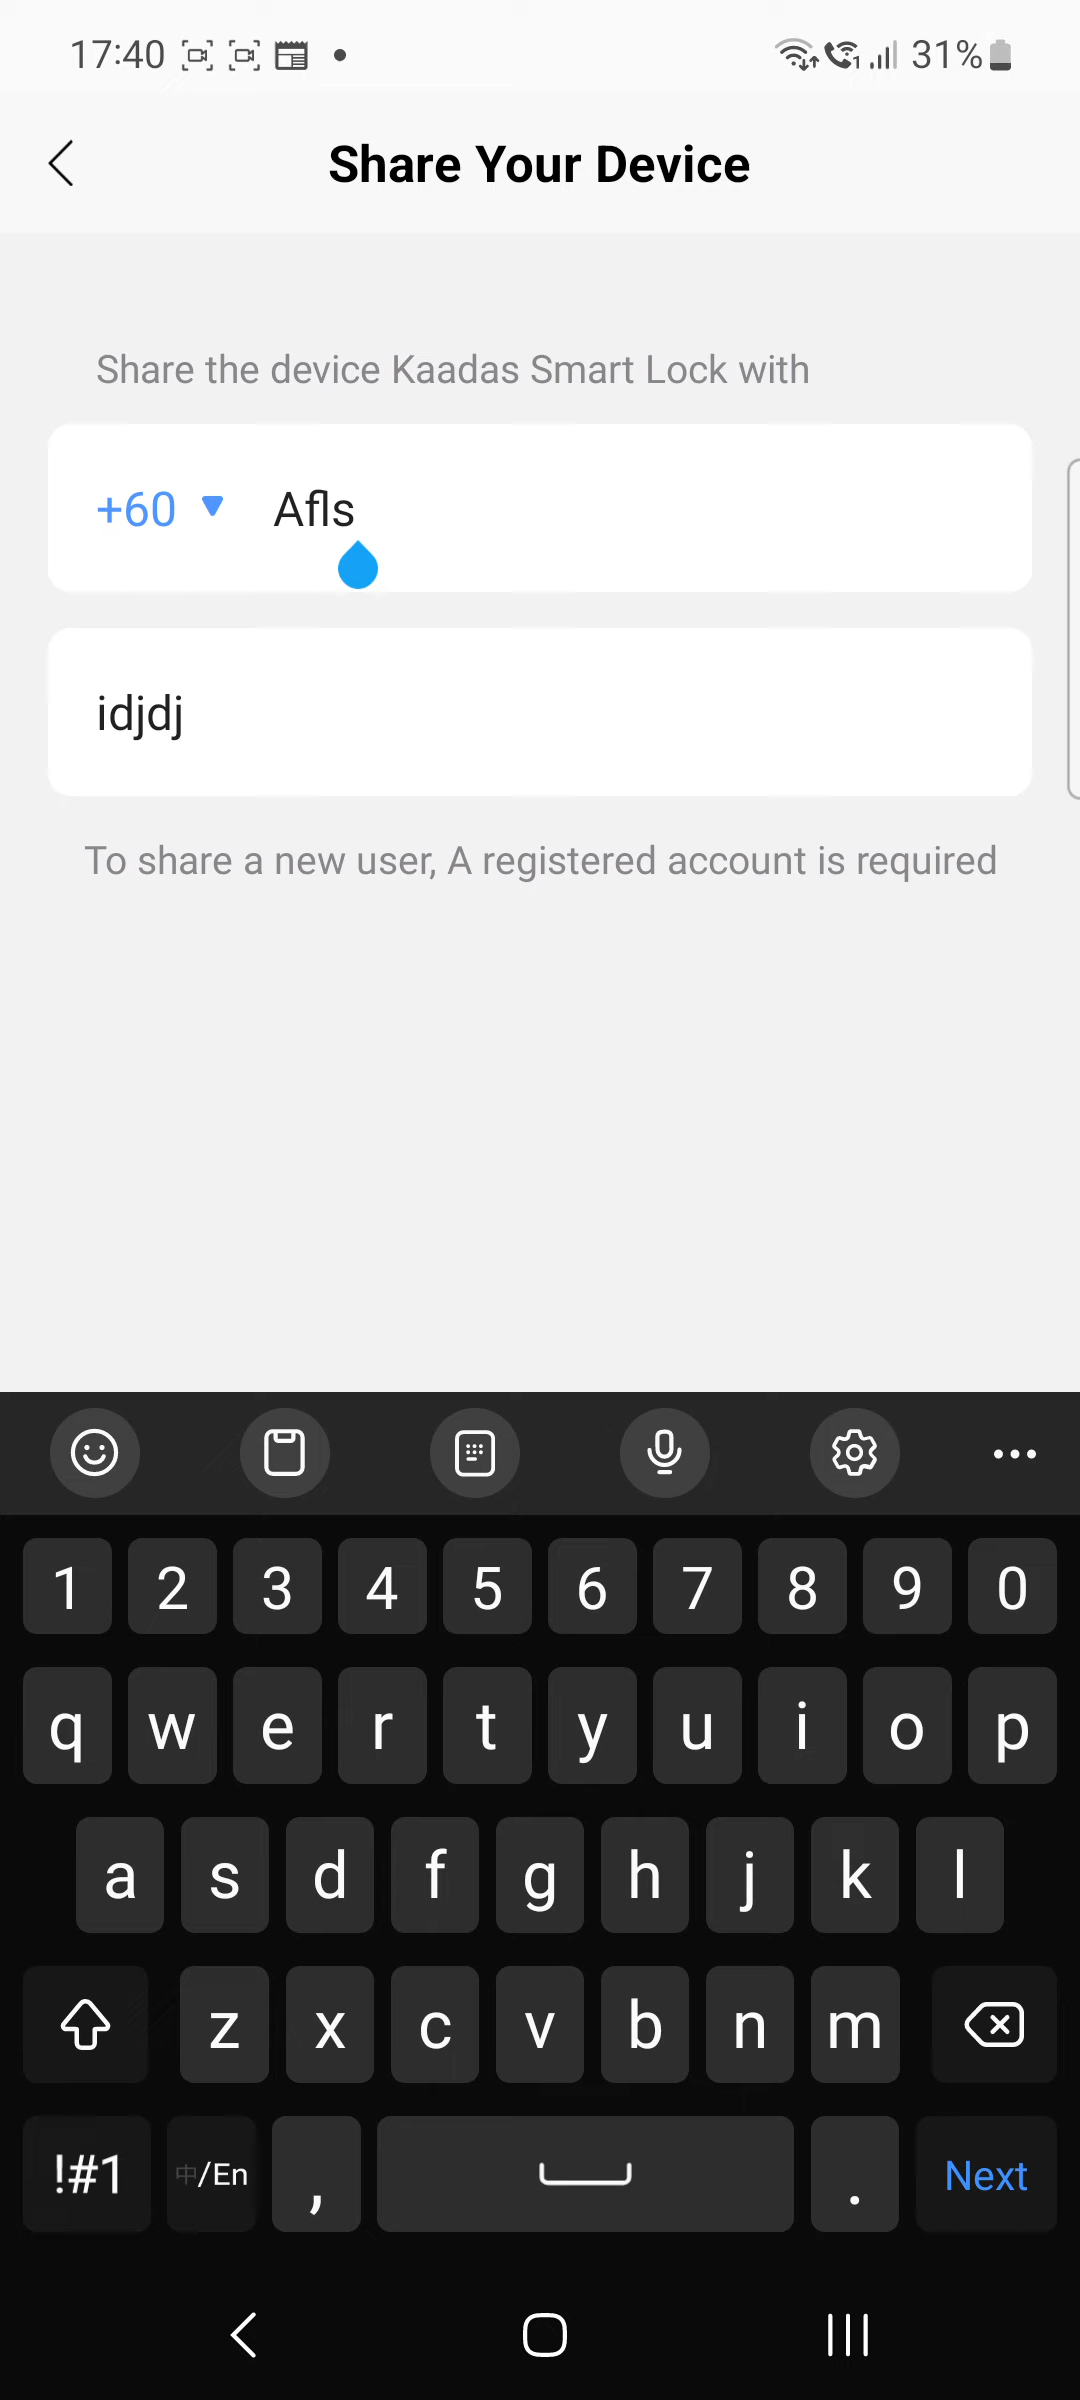 17:40 31%
Share Your Device
Share the device Kaadas Smart Lock with
+60 Afls
idjdj
To share a new user, A registered account is required
1 2 3 4 5 6 7 8 9 0
q w e r t y u i o p
a s d f g h j k l
z x c v b n m
!#1 中/En , . Next